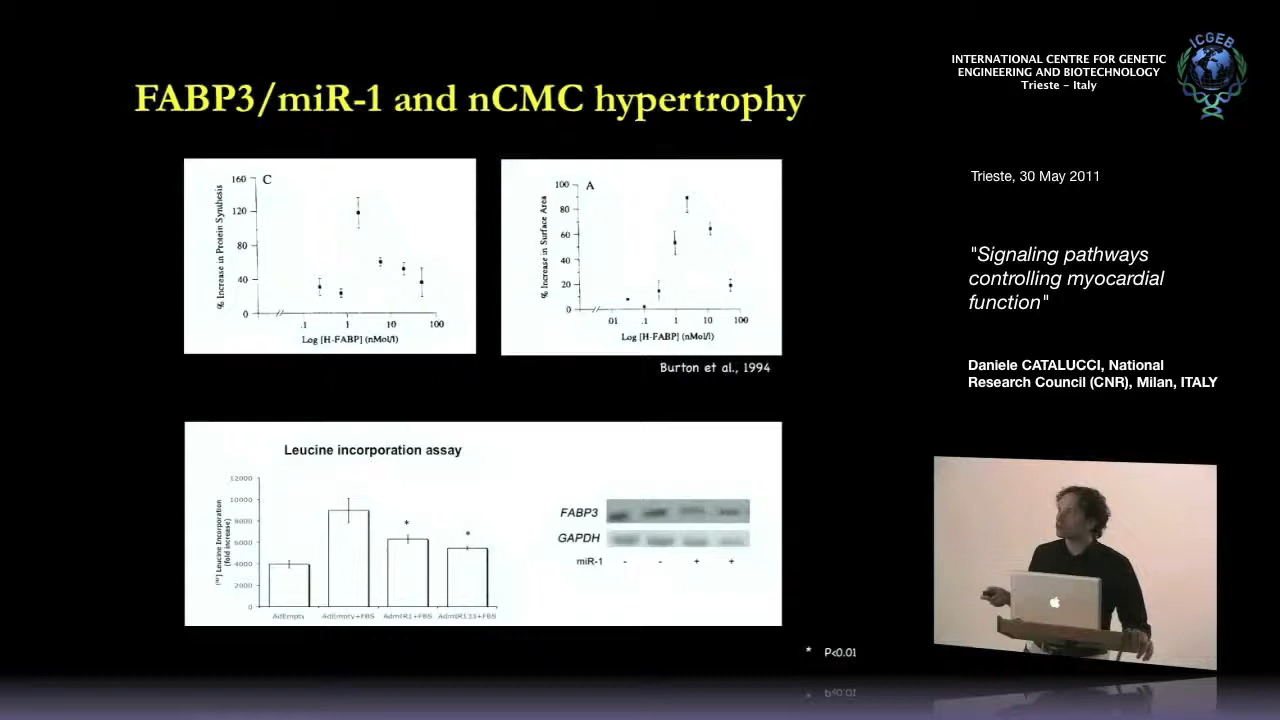 FABP3/miR-1 and nCMC hypertrophy
INTERNATIONAL CENTRE FOR GENETIC
ENGINEERING AND BIOTECHNOLOGY
Trieste - Italy
ICGEB
Trieste, 30 May 2011
"Signaling pathways
controlling myocardial
function"
Daniele CATALUCCI, National
Research Council (CNR), Milan, ITALY
C
% Increase in Protein Synthesis
160
120
80
40
0
.1 1 10 100
Log [H-FABP] (nMol/l)
A
% Increase in Surface Area
100
80
60
40
20
0
01 .1 1 10 100
Log [H-FABP] (nMol/l)
Burton et al., 1994
Leucine incorporation assay
Leucine Incorporation
(fold increase)
12000
10000
8000
6000
4000
2000
0
* *
AdEmpty AdEmpty+FBS AdmiR1+FBS AdmiR133+FBS
FABP3
GAPDH
miR-1 - - + +
* P<0.01